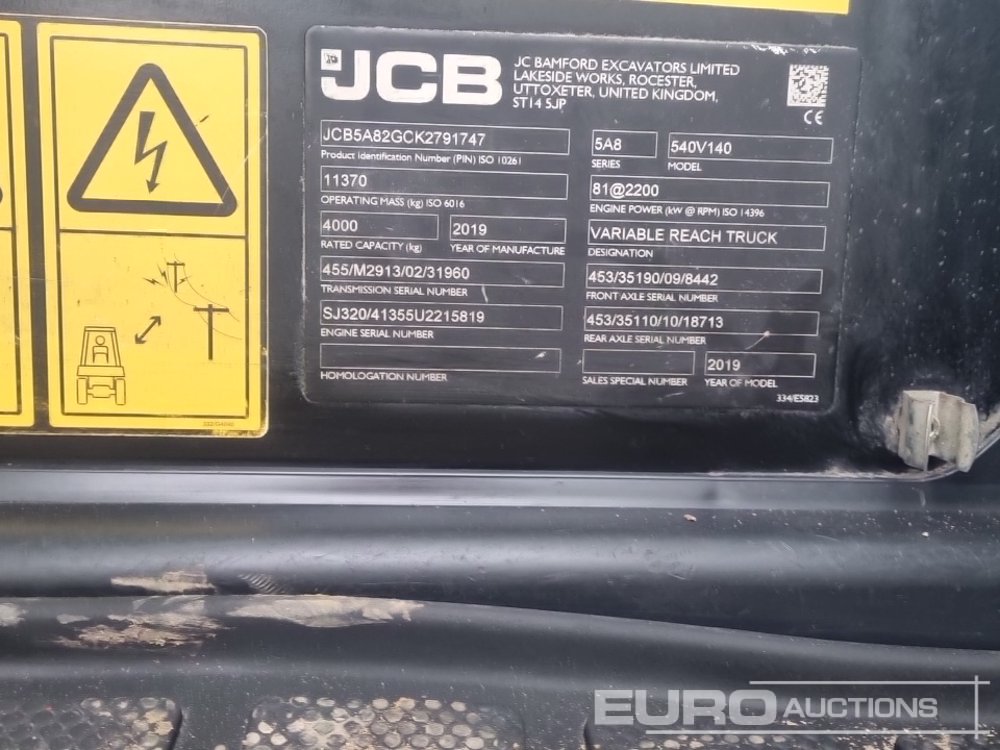 JCB
JC BAMFORD EXCAVATORS LIMITED
LAKESIDE WORKS, ROCESTER,
UTTOXETER, UNITED KINGDOM,
ST14 5JP
CE
JCB5A82GCK2791747
Product Identification Number (PIN) ISO 10261
5A8
SERIES
540V140
MODEL
11370
OPERATING MASS (kg) ISO 6016
81@2200
ENGINE POWER (kW @ RPM) ISO 14396
4000
RATED CAPACITY (kg)
2019
YEAR OF MANUFACTURE
VARIABLE REACH TRUCK
DESIGNATION
455/M2913/02/31960
TRANSMISSION SERIAL NUMBER
453/35190/09/8442
FRONT AXLE SERIAL NUMBER
SJ320/41355U2215819
ENGINE SERIAL NUMBER
453/35110/10/18713
REAR AXLE SERIAL NUMBER
HOMOLOGATION NUMBER
SALES SPECIAL NUMBER
2019
YEAR OF MODEL
334/E5823
EURO AUCTIONS